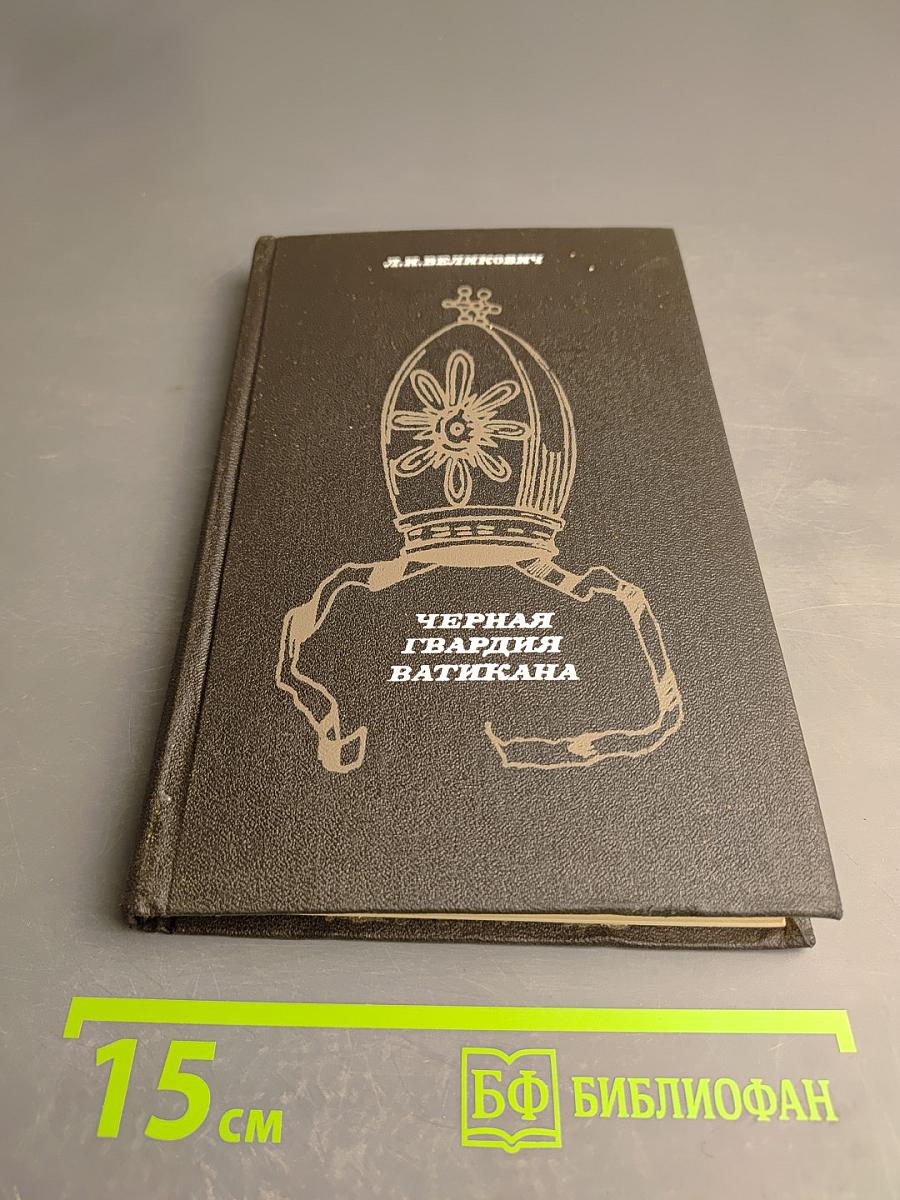 Л.Н.ВЕЛИКОВИЧ
ЧЕРНАЯ
ГВАРДИЯ
ВАТИКАНА
15 см
БФ БИБЛИОФАН